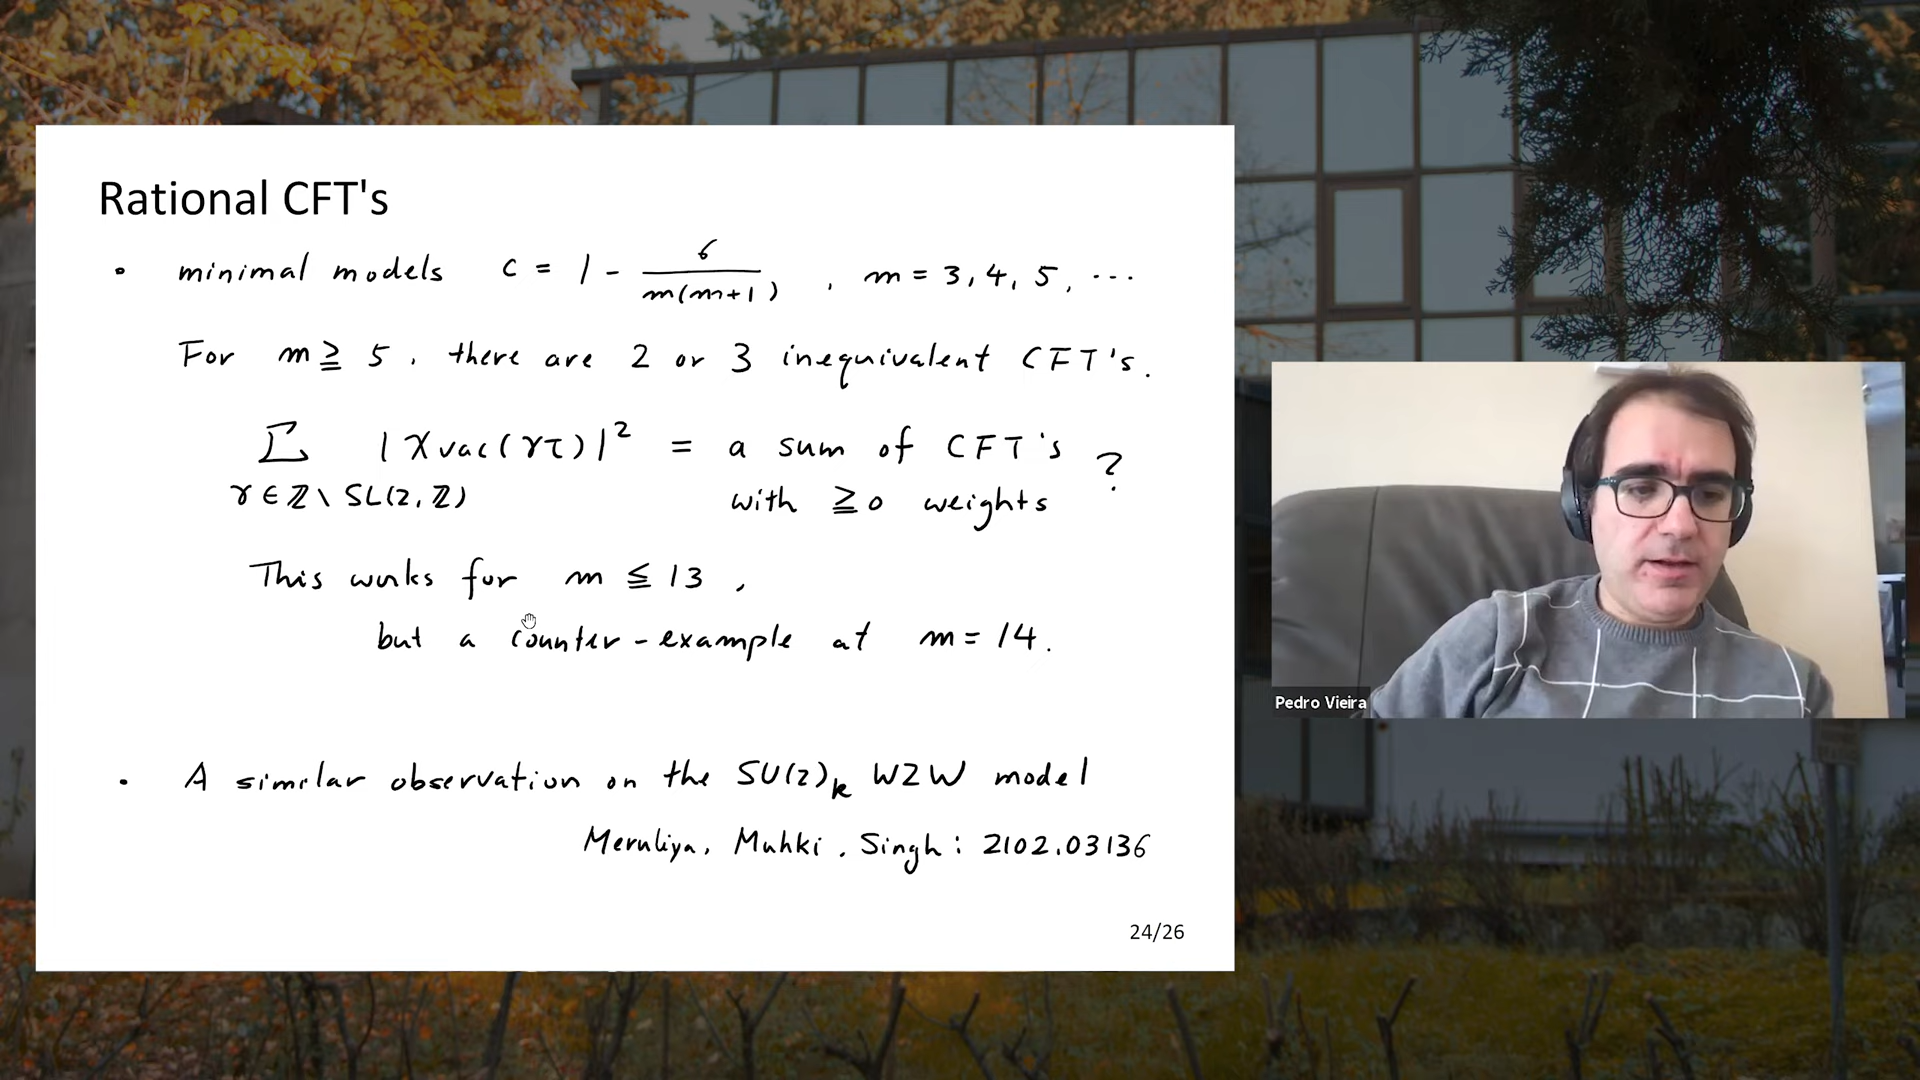 Rational CFT's
• minimal models c = 1 - 6/m(m+1) , m = 3, 4, 5, ...
For m ≧ 5 , there are 2 or 3 inequivalent CFT's.
∑ |χvac(γτ)|² = a sum of CFT's ?
γ∈ℤ\SL(2,ℤ) with ≧0 weights
This works for m ≦ 13 ,
but a counter-example at m = 14 .
• A similar observation on the SU(2)k WZW model
Meruliya, Muhki, Singh: 2102.03136
24/26
Pedro Vieira